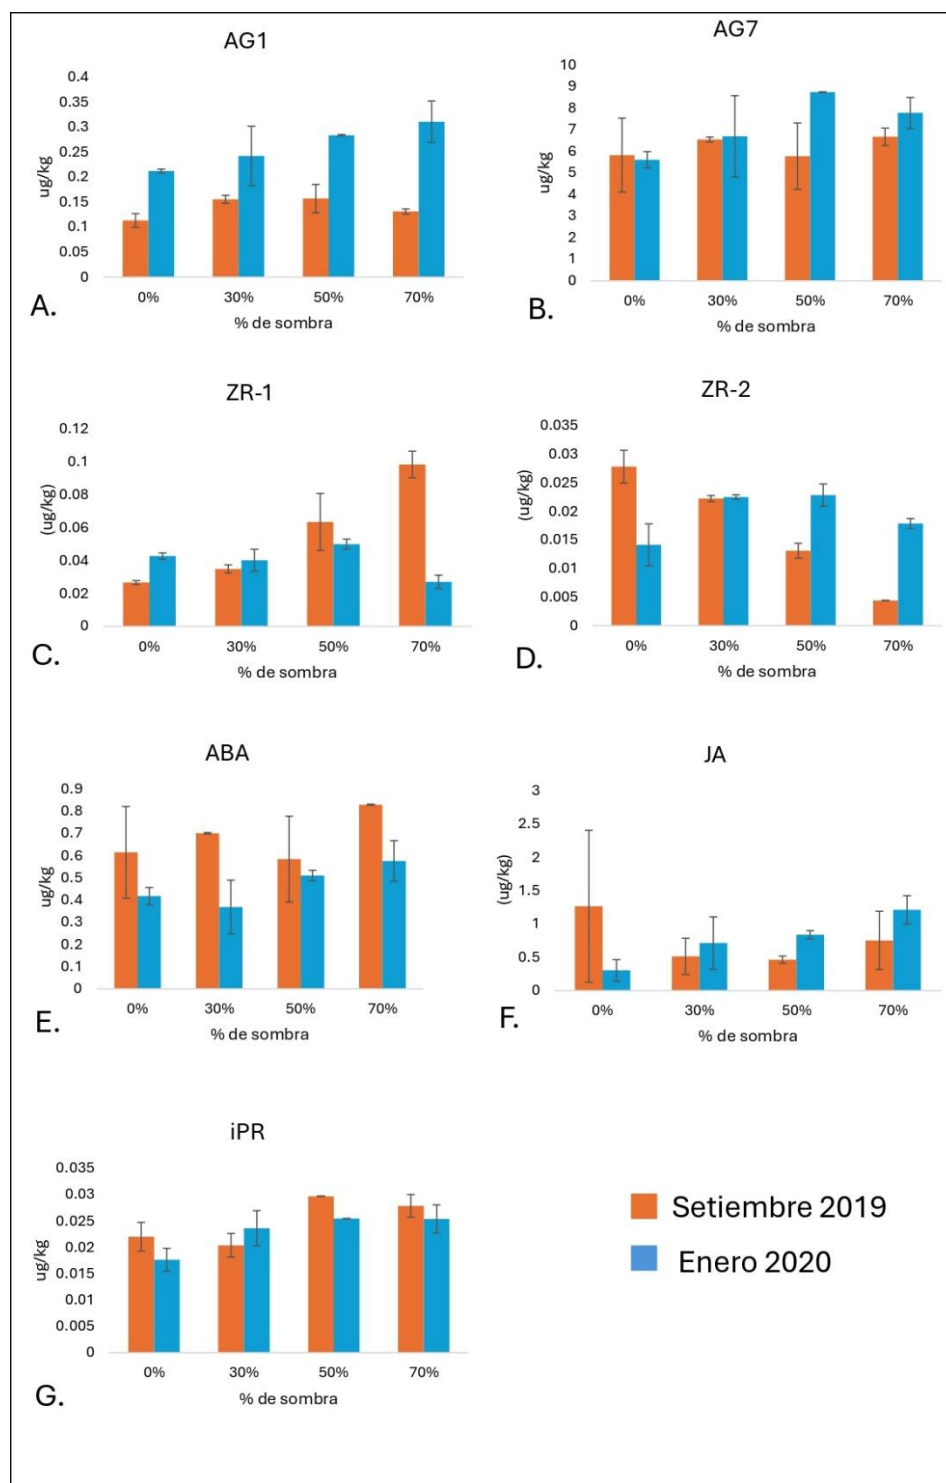 AG1
0.4
0.35
0.3
0.25
0.2
0.15
0.1
0.05
0
ug/kg
0% 30% 50% 70%
% de sombra
A.
AG7
10
9
8
7
6
5
4
3
2
1
0
ug/kg
0% 30% 50% 70%
% de sombra
B.
ZR-1
0.12
0.1
0.08
0.06
0.04
0.02
0
(ug/kg)
0% 30% 50% 70%
% de sombra
C.
ZR-2
0.035
0.03
0.025
0.02
0.015
0.01
0.005
0
(ug/kg)
0% 30% 50% 70%
% de sombra
D.
ABA
0.9
0.8
0.7
0.6
0.5
0.4
0.3
0.2
0.1
0
ug/kg
0% 30% 50% 70%
% de sombra
E.
JA
3
2.5
2
1.5
1
0.5
0
(ug/kg)
0% 30% 50% 70%
% de sombra
F.
iPR
0.035
0.03
0.025
0.02
0.015
0.01
0.005
0
ug/kg
0% 30% 50% 70%
% de sombra
G.
Setiembre 2019
Enero 2020